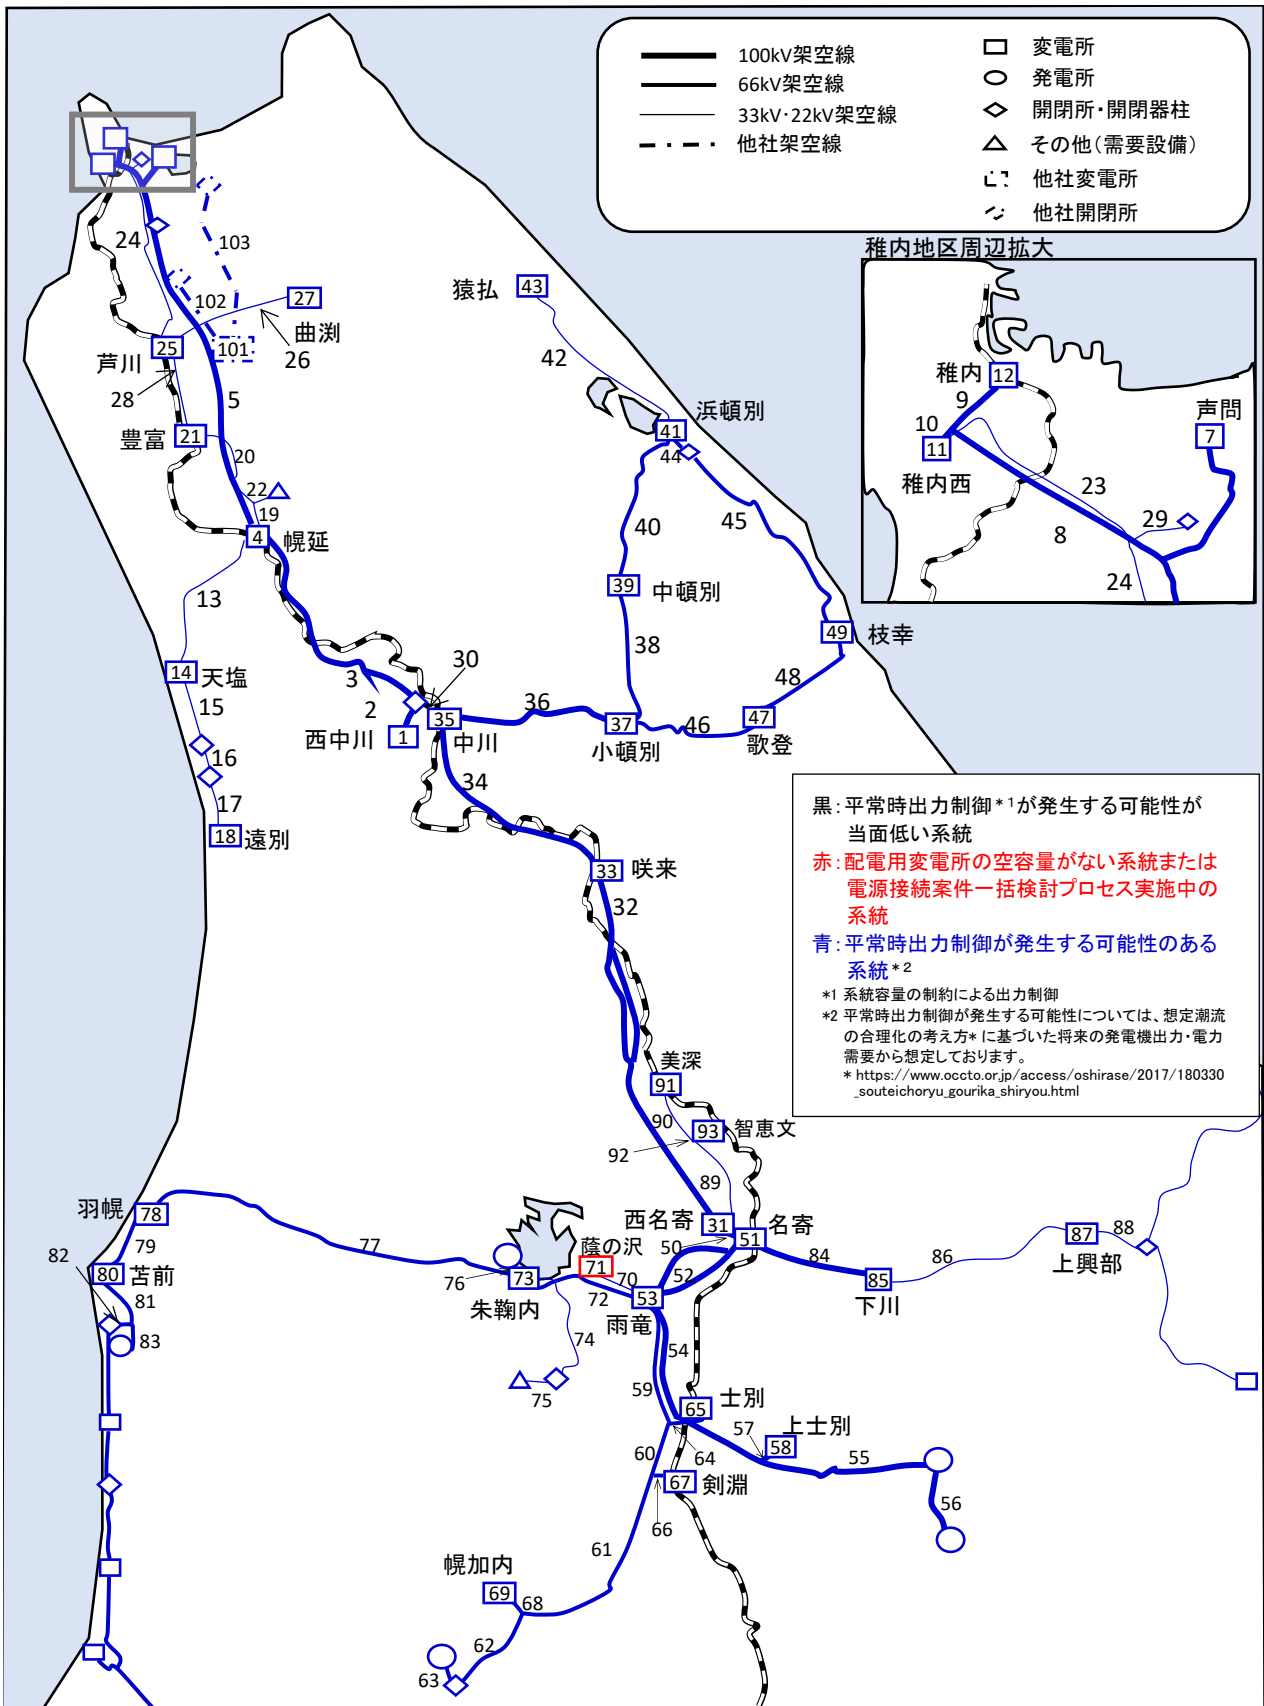 100kV架空線
66kV架空線
33kV・22kV架空線
他社架空線
変電所
発電所
開閉所・開閉器柱
その他(需要設備)
他社変電所
他社開閉所
稚内地区周辺拡大
稚内
12
9
10
11
稚内西
声問
7
23
29
8
24
24
103
102
27
曲渕
26
101
25
芦川
28
5
豊富
21
20
22
19
4
幌延
13
14
天塩
15
16
17
18
遠別
猿払
43
42
浜頓別
41
44
45
40
39
中頓別
38
49
枝幸
48
30
3
2
36
35
西中川
1
中川
37
小頓別
46
47
歌登
34
33
咲来
32
黒:平常時出力制御*1が発生する可能性が
当面低い系統
赤:配電用変電所の空容量がない系統または
電源接続案件一括検討プロセス実施中の
系統
青:平常時出力制御が発生する可能性のある
系統*2
*1 系統容量の制約による出力制御
*2 平常時出力制御が発生する可能性については、想定潮流
の合理化の考え方* に基づいた将来の発電機出力・電力
需要から想定しております。
* https://www.occto.or.jp/access/oshirase/2017/180330
_souteichoryu_gourika_shiryou.html
美深
91
90
93
智恵文
92
89
羽幌
78
79
82
80
苫前
81
83
77
76
73
朱鞠内
蔭の沢
71
70
72
74
75
西名寄
31
名寄
51
50
52
53
雨竜
84
85
下川
86
87
上興部
88
54
59
65
士別
57
上士別
58
55
56
64
60
67
剣淵
66
61
幌加内
69
68
62
63